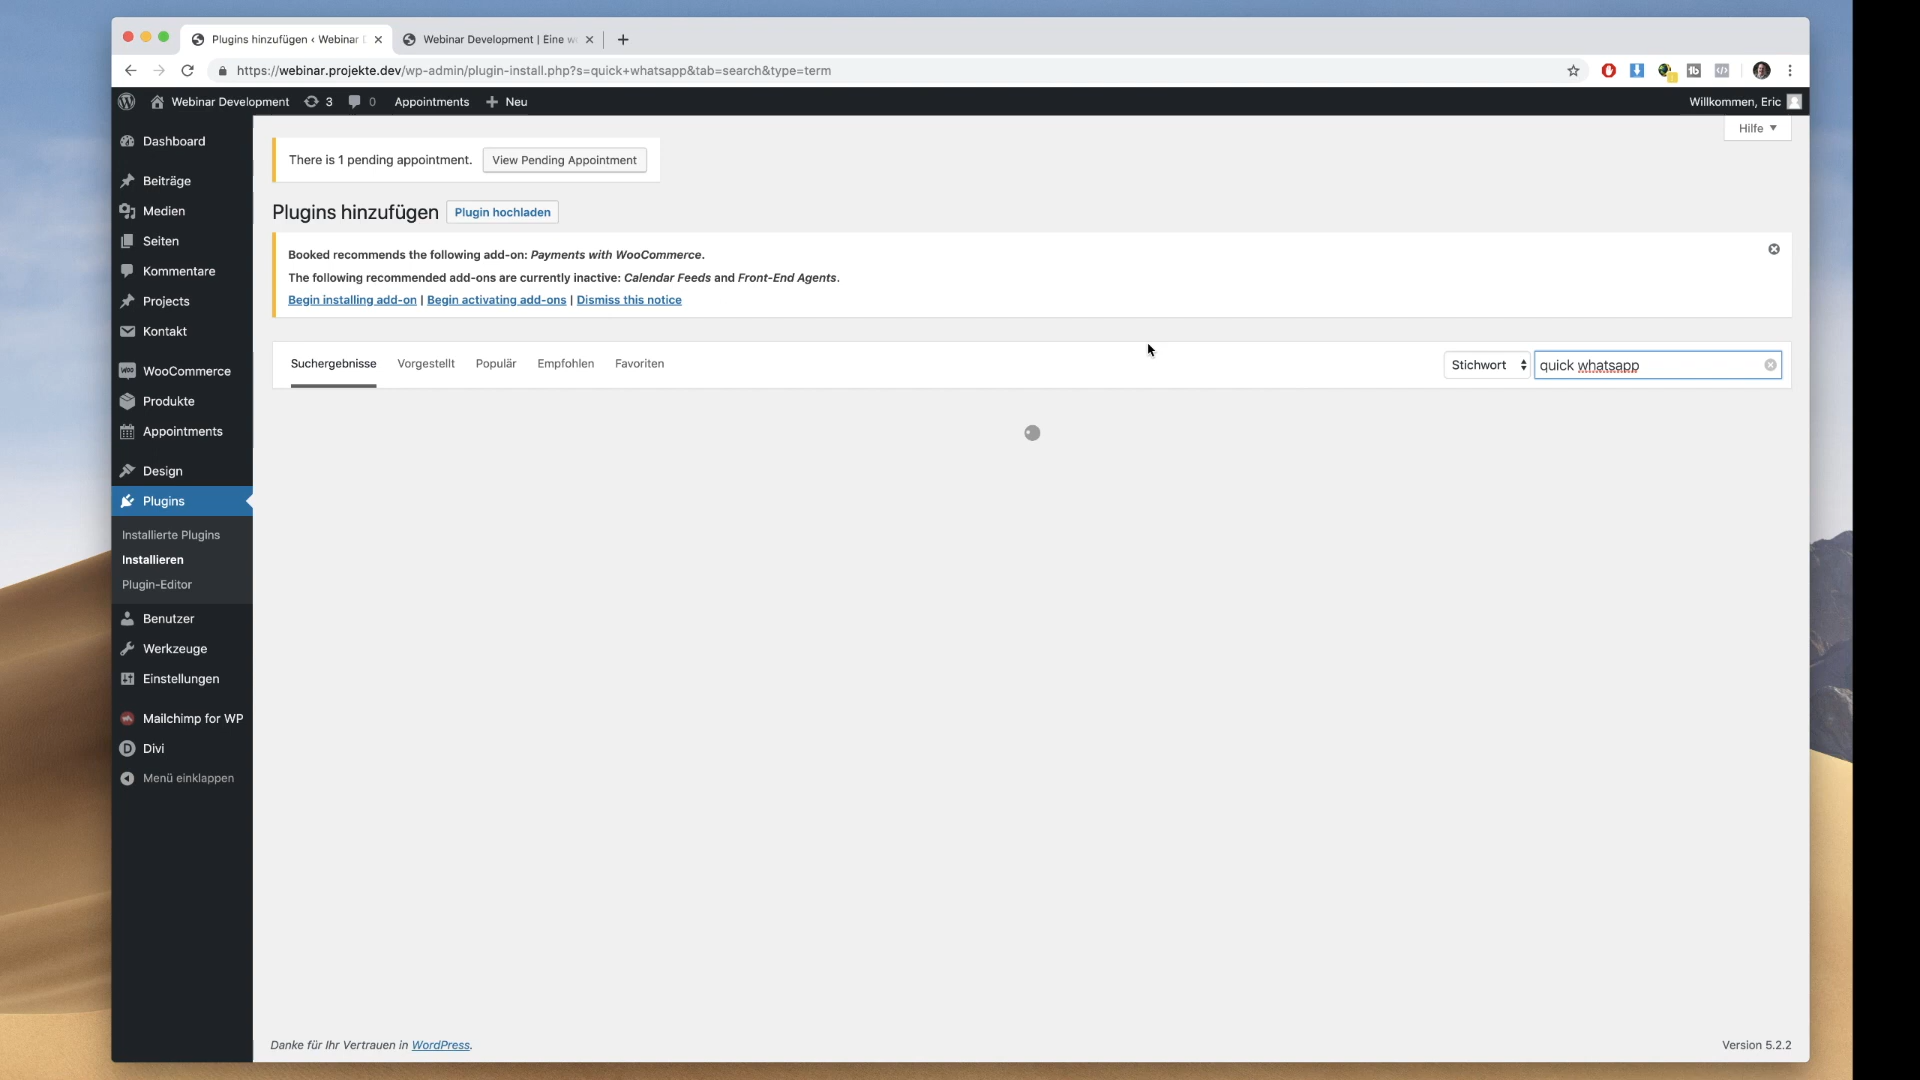 Plugins hinzufügen ‹ Webinar
Webinar Development | Eine w
https://webinar.projekte.dev/wp-admin/plugin-install.php?s=quick+whatsapp&tab=search&type=term
Webinar Development 3 0 Appointments Neu
Willkommen, Eric
Hilfe
Dashboard
Beiträge
Medien
Seiten
Kommentare
Projects
Kontakt
WooCommerce
Produkte
Appointments
Design
Plugins
Installierte Plugins
Installieren
Plugin-Editor
Benutzer
Werkzeuge
Einstellungen
Mailchimp for WP
Divi
Menü einklappen
There is 1 pending appointment. View Pending Appointment
Plugins hinzufügen Plugin hochladen
Booked recommends the following add-on: Payments with WooCommerce.
The following recommended add-ons are currently inactive: Calendar Feeds and Front-End Agents.
Begin installing add-on | Begin activating add-ons | Dismiss this notice
Suchergebnisse Vorgestellt Populär Empfohlen Favoriten
Stichwort quick whatsapp
Danke für Ihr Vertrauen in WordPress.
Version 5.2.2